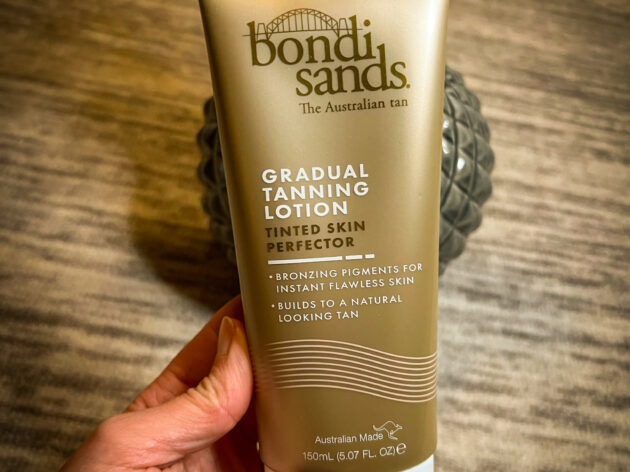 bondi
sands.
The Australian tan
GRADUAL
TANNING
LOTION
TINTED SKIN
PERFECTOR
• BRONZING PIGMENTS FOR
INSTANT FLAWLESS SKIN
• BUILDS TO A NATURAL
LOOKING TAN
Australian Made
150mL (5.07 FL. OZ) ℮